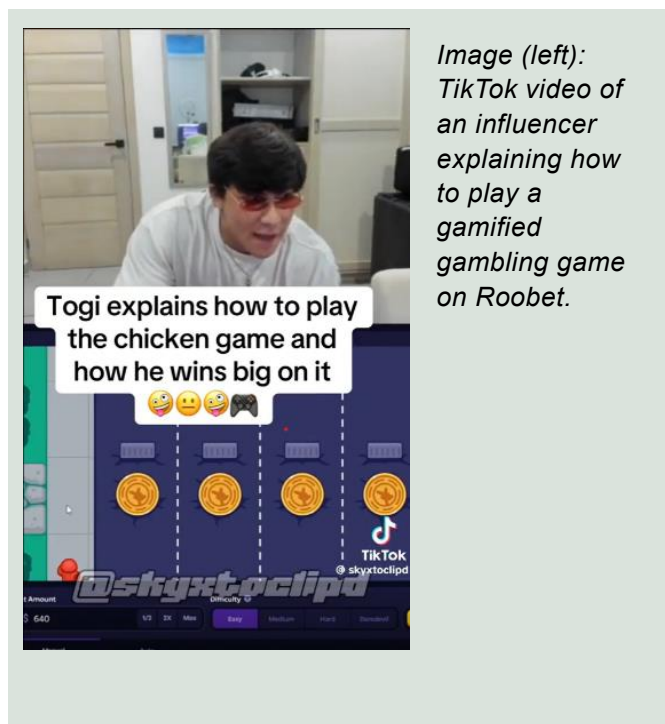 Image (left):
TikTok video of
an influencer
explaining how
to play a
gamified
gambling game
on Roobet.
Togi explains how to play
the chicken game and
how he wins big on it
🤪😐🤪🎮
TikTok
@ skyxtoclipd
@skyxtoclipd
t Amount
Difficulty
$ 640
1/2 2X Max
Easy Medium Hard Daredevil